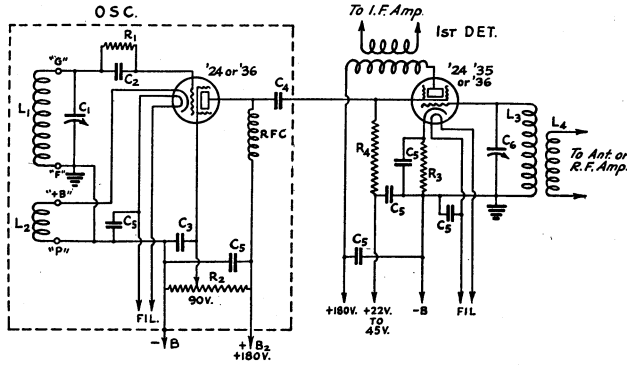 OSC.
To I.F. Amp.
1ST DET.
R1
"G"
C2
'24 or '36
C4
'24 '35
or '36
L1
C1
RFC
R4
C5
R3
C6
L3
L4
To Ant. or
R.F. Amp.
"F"
"+B"
L2
C5
C3
C5
C5
C5
"P"
R2
90V.
C5
FIL.
-B
+B2
+180V.
+180V.
+22V.
TO
45V.
-B
FIL